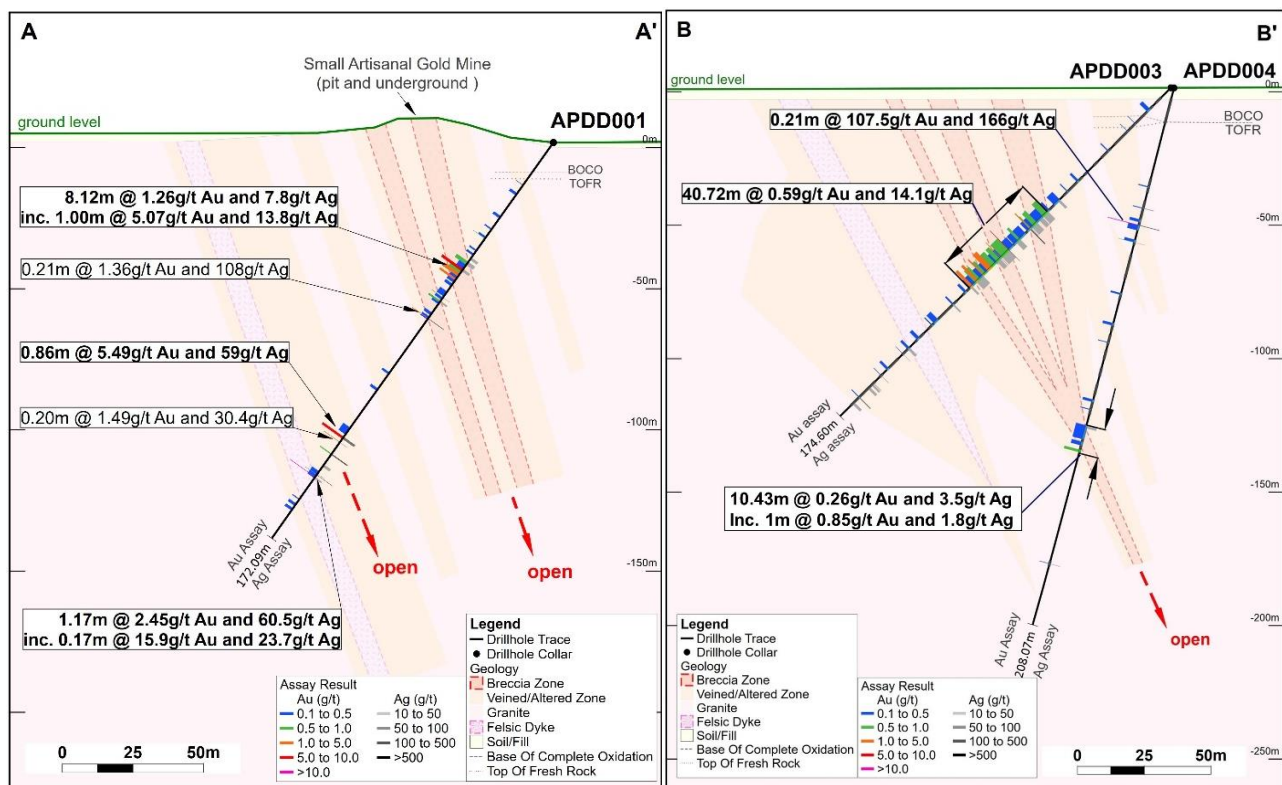 A
A'
Small Artisanal Gold Mine
(pit and underground )
ground level
APDD001
0m
BOCO
TOFR
8.12m @ 1.26g/t Au and 7.8g/t Ag
inc. 1.00m @ 5.07g/t Au and 13.8g/t Ag
0.21m @ 1.36g/t Au and 108g/t Ag
-50m
0.86m @ 5.49g/t Au and 59g/t Ag
0.20m @ 1.49g/t Au and 30.4g/t Ag
-100m
Au Assay
172.09m
Ag Assay
open
open
-150m
1.17m @ 2.45g/t Au and 60.5g/t Ag
inc. 0.17m @ 15.9g/t Au and 23.7g/t Ag
Legend
Drillhole Trace
Drillhole Collar
Geology
Breccia Zone
Veined/Altered Zone
Granite
Felsic Dyke
Soil/Fill
Base Of Complete Oxidation
Top Of Fresh Rock
Assay Result
Au (g/t) Ag (g/t)
0.1 to 0.5 10 to 50
0.5 to 1.0 50 to 100
1.0 to 5.0 100 to 500
5.0 to 10.0 >500
>10.0
0 25 50m
B
B'
APDD003 APDD004
ground level
0m
BOCO
TOFR
0.21m @ 107.5g/t Au and 166g/t Ag
40.72m @ 0.59g/t Au and 14.1g/t Ag
-50m
-100m
Au assay
174.60m
Ag assay
-150m
10.43m @ 0.26g/t Au and 3.5g/t Ag
Inc. 1m @ 0.85g/t Au and 1.8g/t Ag
-200m
open
Au Assay
208.07m
Ag Assay
Legend
Drillhole Trace
Drillhole Collar
Geology
Breccia Zone
Veined/Altered Zone
Granite
Felsic Dyke
Soil/Fill
Base Of Complete Oxidation
Top Of Fresh Rock
Assay Result
Au (g/t) Ag (g/t)
0.1 to 0.5 10 to 50
0.5 to 1.0 50 to 100
1.0 to 5.0 100 to 500
5.0 to 10.0 >500
>10.0
0 25 50m
-250m